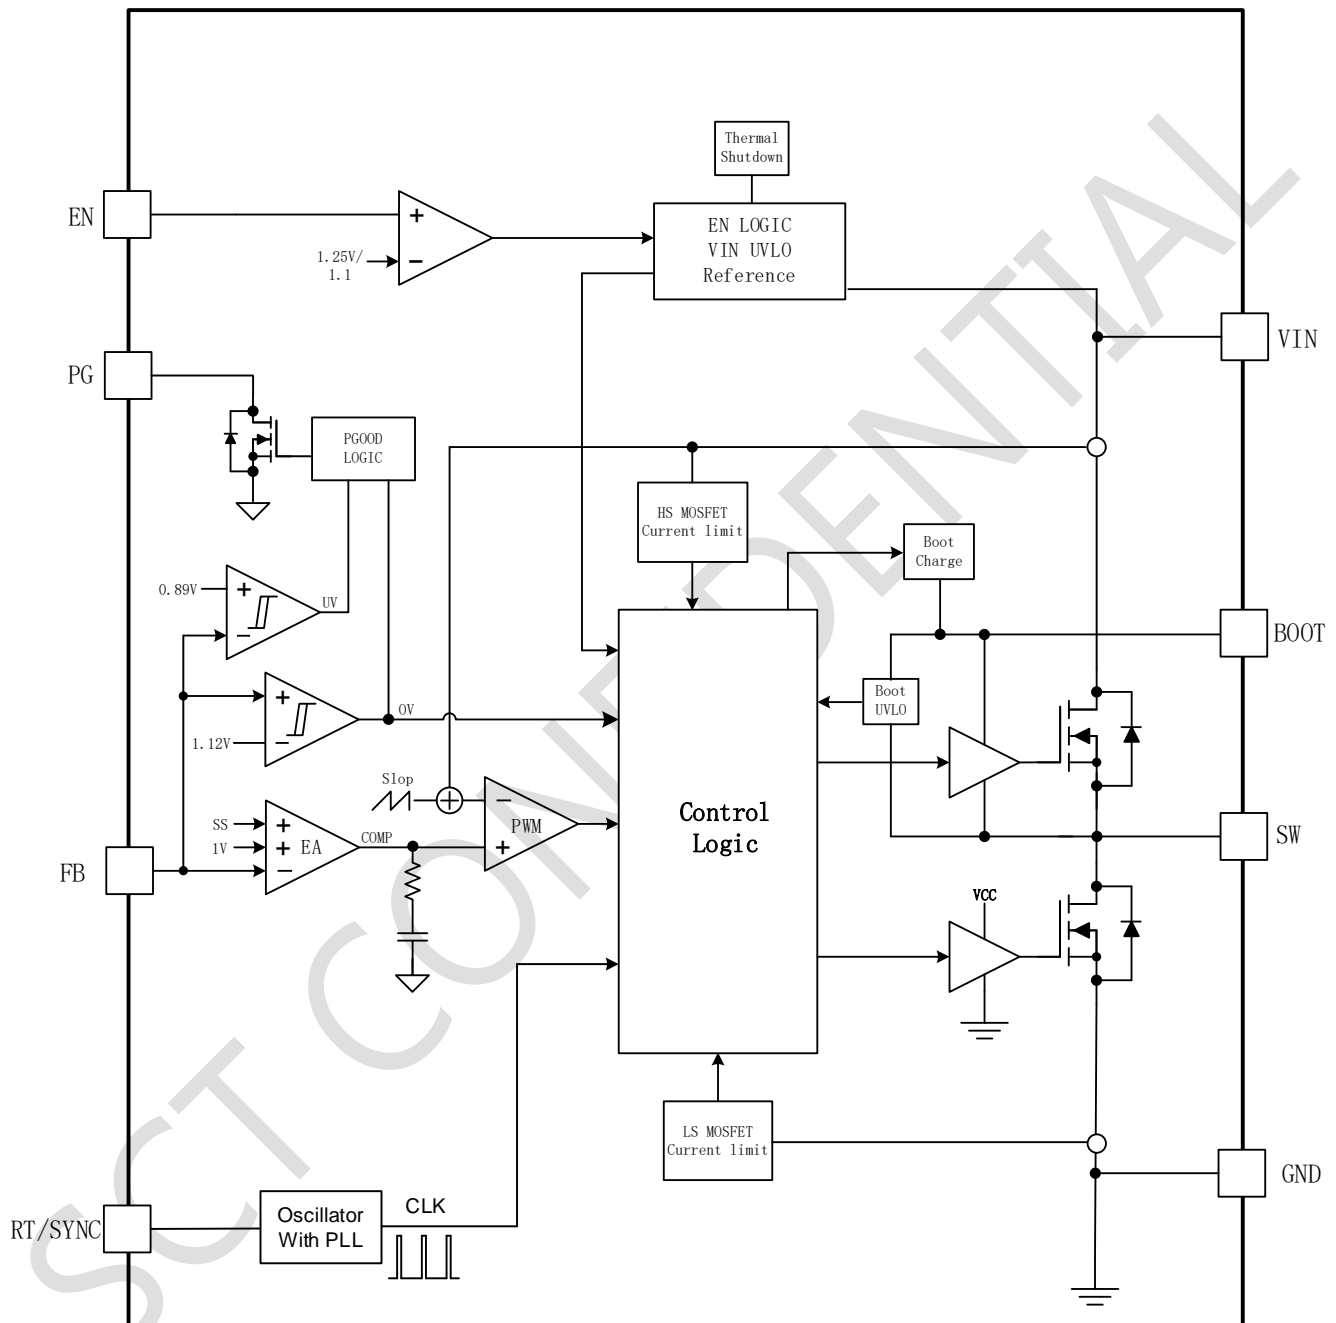 Thermal
Shutdown
EN
EN LOGIC
VIN UVLO
Reference
1.25V/
1.1
+
−
VIN
PG
PGOOD
LOGIC
HS MOSFET
Current limit
Boot
Charge
0.89V
+
−
UV
BOOT
+
−
OV
1.12V
Boot
UVLO
Slop
−
PWM
+
Control
Logic
SS
1V
+
+
−
EA
COMP
SW
FB
VCC
LS MOSFET
Current limit
GND
RT/SYNC
Oscillator
With PLL
CLK
SCT CONFIDENTIAL